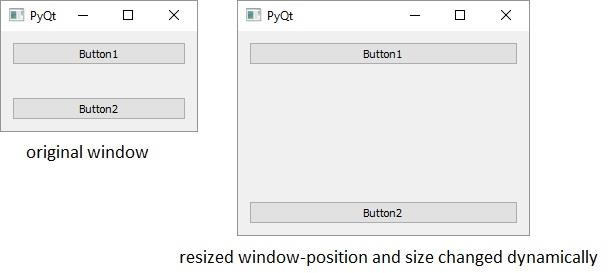 PyQt
Button1
Button2
original window
PyQt
Button1
Button2
resized window-position and size changed dynamically